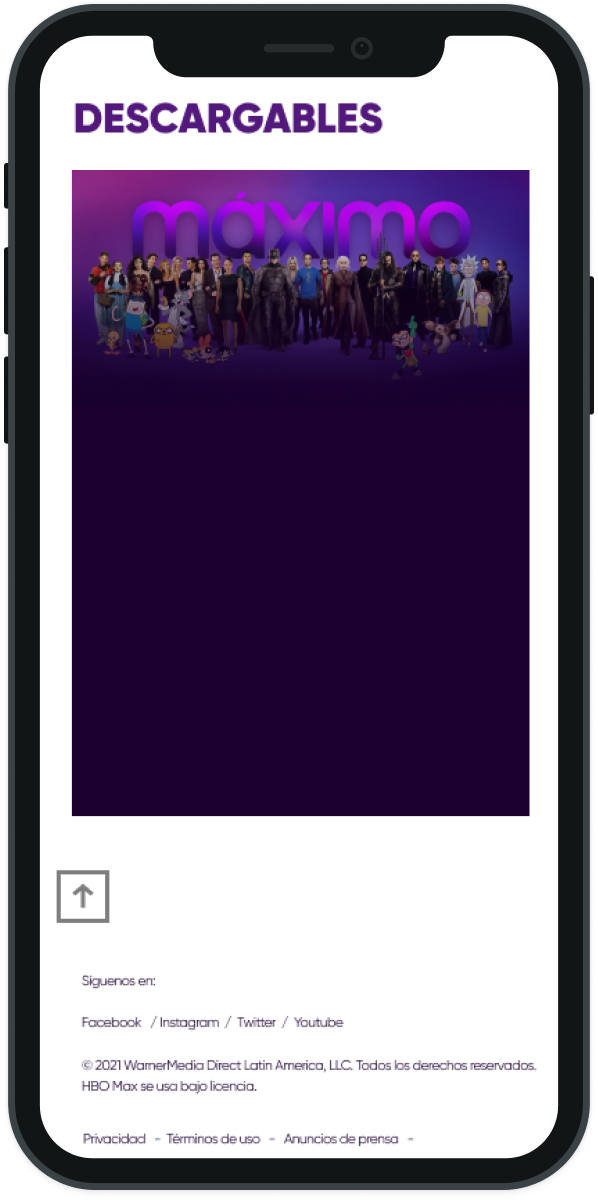 DESCARGABLES
máximo
Siguenos en:
Facebook / Instagram / Twitter / Youtube
© 2021 WarnerMedia Direct Latin America, LLC. Todos los derechos reservados.
HBO Max se usa bajo licencia.
Privacidad - Términos de uso - Anuncios de prensa -